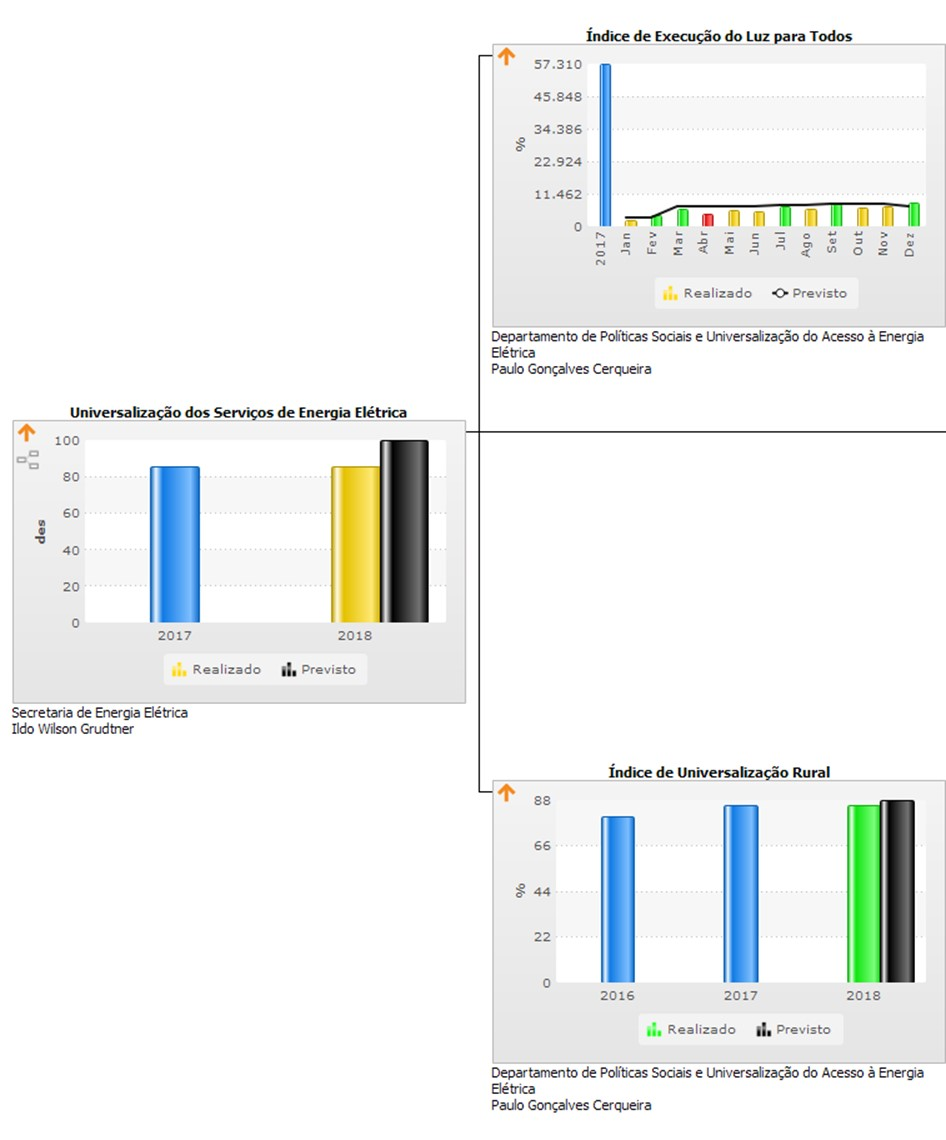 Índice de Execução do Luz para Todos
57.310
45.848
34.386
22.924
11.462
0
%
2017 Jan Fev Mar Abr Mai Jun Jul Ago Set Out Nov Dez
Realizado Previsto
Departamento de Políticas Sociais e Universalização do Acesso à Energia
Elétrica
Paulo Gonçalves Cerqueira
Universalização dos Serviços de Energia Elétrica
100
80
60
40
20
0
des
2017 2018
Realizado Previsto
Secretaria de Energia Elétrica
Ildo Wilson Grudtner
Índice de Universalização Rural
88
66
44
22
0
%
2016 2017 2018
Realizado Previsto
Departamento de Políticas Sociais e Universalização do Acesso à Energia
Elétrica
Paulo Gonçalves Cerqueira